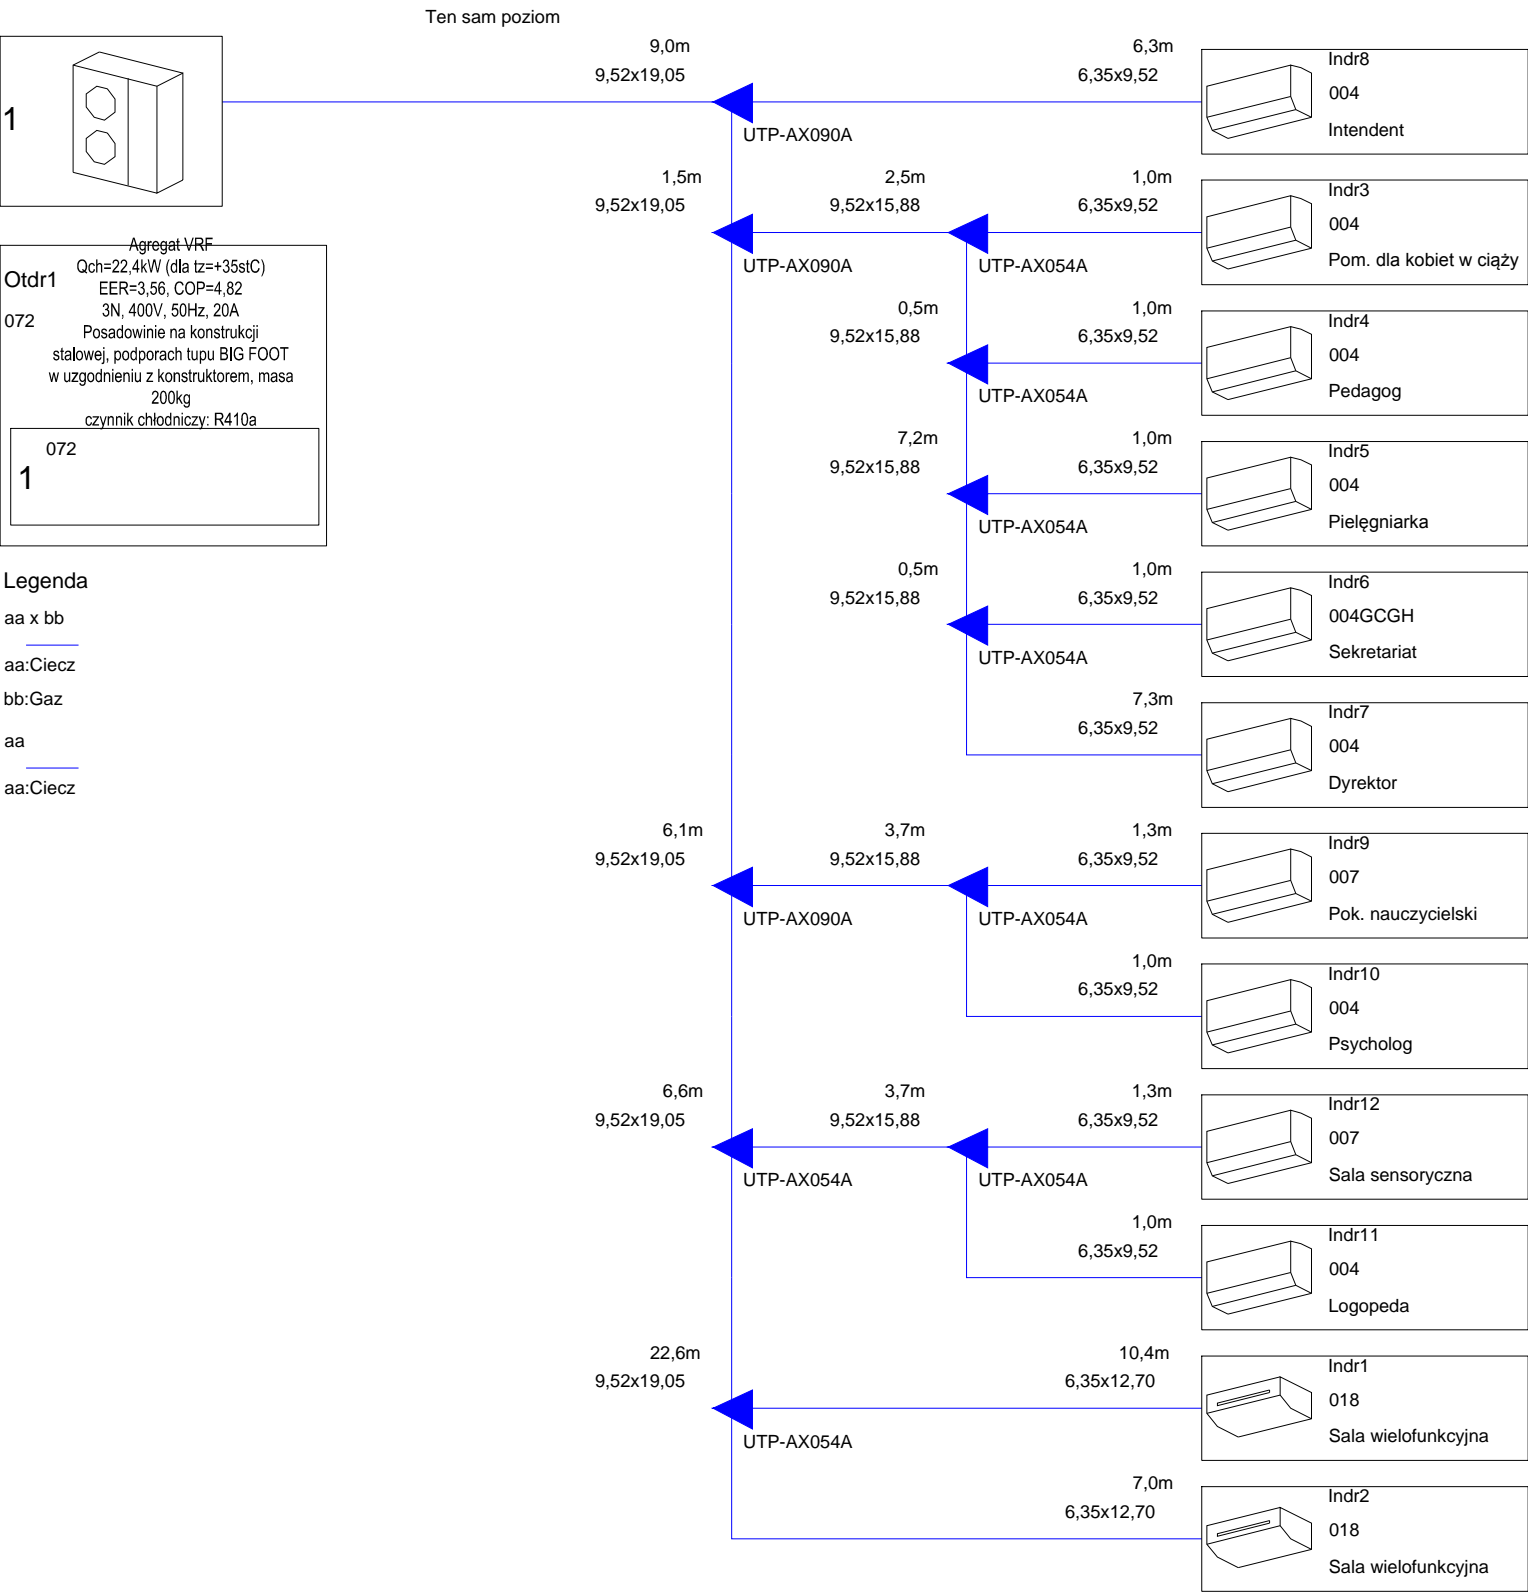 Ten sam poziom
1
9,0m
9,52x19,05
UTP-AX090A
6,3m
6,35x9,52
Indr8
004
Intendent
1,5m
9,52x19,05
UTP-AX090A
2,5m
9,52x15,88
UTP-AX054A
1,0m
6,35x9,52
Indr3
004
Pom. dla kobiet w ciąży
Agregat VRF
Qch=22,4kW (dla tz=+35stC)
EER=3,56, COP=4,82
3N, 400V, 50Hz, 20A
Posadowinie na konstrukcji
stalowej, podporach tupu BIG FOOT
w uzgodnieniu z konstruktorem, masa
200kg
czynnik chłodniczy: R410a
Otdr1
072
072
1
0,5m
9,52x15,88
UTP-AX054A
1,0m
6,35x9,52
Indr4
004
Pedagog
7,2m
9,52x15,88
UTP-AX054A
1,0m
6,35x9,52
Indr5
004
Pielęgniarka
Legenda
aa x bb
aa:Ciecz
bb:Gaz
aa
aa:Ciecz
0,5m
9,52x15,88
UTP-AX054A
1,0m
6,35x9,52
Indr6
004GCGH
Sekretariat
7,3m
6,35x9,52
Indr7
004
Dyrektor
6,1m
9,52x19,05
UTP-AX090A
3,7m
9,52x15,88
UTP-AX054A
1,3m
6,35x9,52
Indr9
007
Pok. nauczycielski
1,0m
6,35x9,52
Indr10
004
Psycholog
6,6m
9,52x19,05
UTP-AX054A
3,7m
9,52x15,88
UTP-AX054A
1,3m
6,35x9,52
Indr12
007
Sala sensoryczna
1,0m
6,35x9,52
Indr11
004
Logopeda
22,6m
9,52x19,05
UTP-AX054A
10,4m
6,35x12,70
Indr1
018
Sala wielofunkcyjna
7,0m
6,35x12,70
Indr2
018
Sala wielofunkcyjna